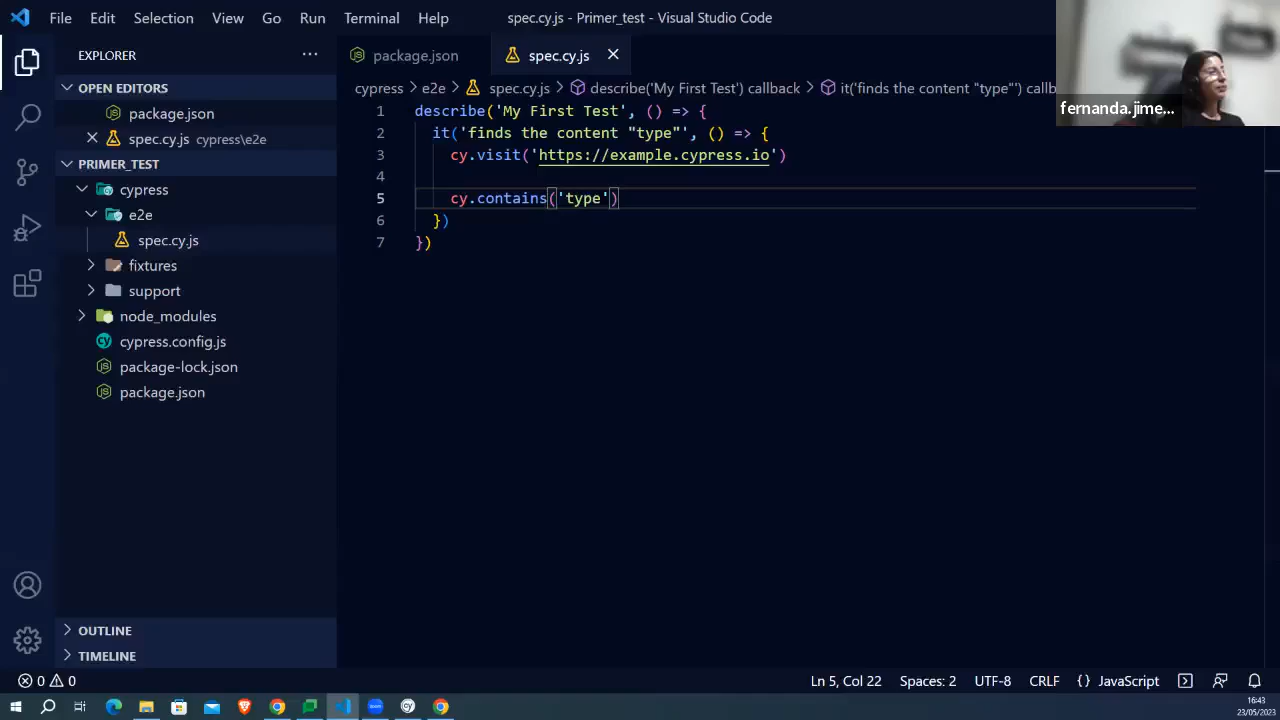 File Edit Selection View Go Run Terminal Help
spec.cy.js - Primer_test - Visual Studio Code
EXPLORER
OPEN EDITORS
package.json
spec.cy.js cypress\e2e
PRIMER_TEST
cypress
e2e
spec.cy.js
fixtures
support
node_modules
cypress.config.js
package-lock.json
package.json
OUTLINE
TIMELINE
package.json
spec.cy.js
cypress > e2e > spec.cy.js > describe('My First Test') callback > it('finds the content "type"') callb
1 describe('My First Test', () => {
2 it('finds the content "type"', () => {
3 cy.visit('https://example.cypress.io')
4
5 cy.contains('type')
6 })
7 })
fernanda.jime...
0 0
Ln 5, Col 22 Spaces: 2 UTF-8 CRLF {} JavaScript
16:43
23/05/2023